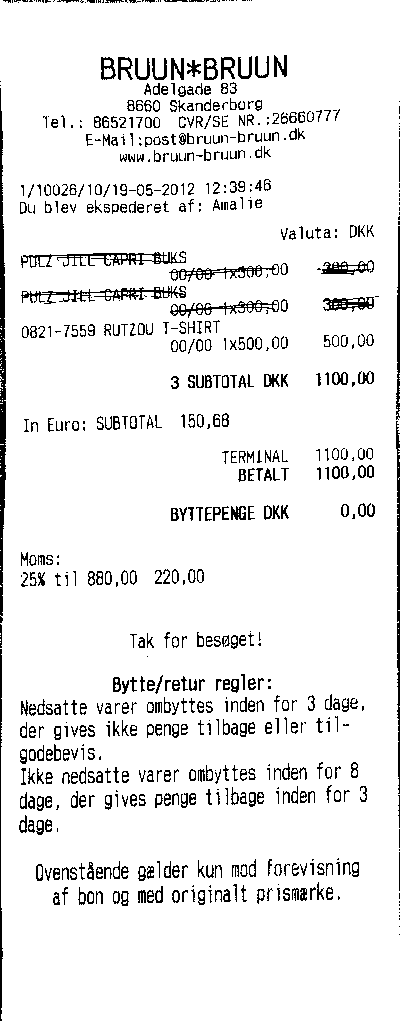 BRUUN*BRUUN
Adelgade 83
8660 Skanderborg
Tel.: 86521700 CVR/SE NR.:26660777
E-Mail:post@bruun-bruun.dk
www.bruun-bruun.dk
1/10026/10/19-05-2012 12:39:46
Du blev ekspederet af: Amalie
Valuta: DKK
PULZ JILL CAPRI BUKS
00/00 1x300,00 300,00
PULZ JILL CAPRI BUKS
00/00 1x300,00 300,00
0821-7559 RUTZOU T-SHIRT
00/00 1x500,00 500,00
3 SUBTOTAL DKK 1100,00
In Euro: SUBTOTAL 150,68
TERMINAL 1100,00
BETALT 1100,00
BYTTEPENGE DKK 0,00
Moms:
25% til 880,00 220,00
Tak for besøget!
Bytte/retur regler:
Nedsatte varer ombyttes inden for 3 dage,
der gives ikke penge tilbage eller til-
godebevis.
Ikke nedsatte varer ombyttes inden for 8
dage, der gives penge tilbage inden for 3
dage.
Ovenstående gælder kun mod forevisning
af bon og med originalt prismærke.